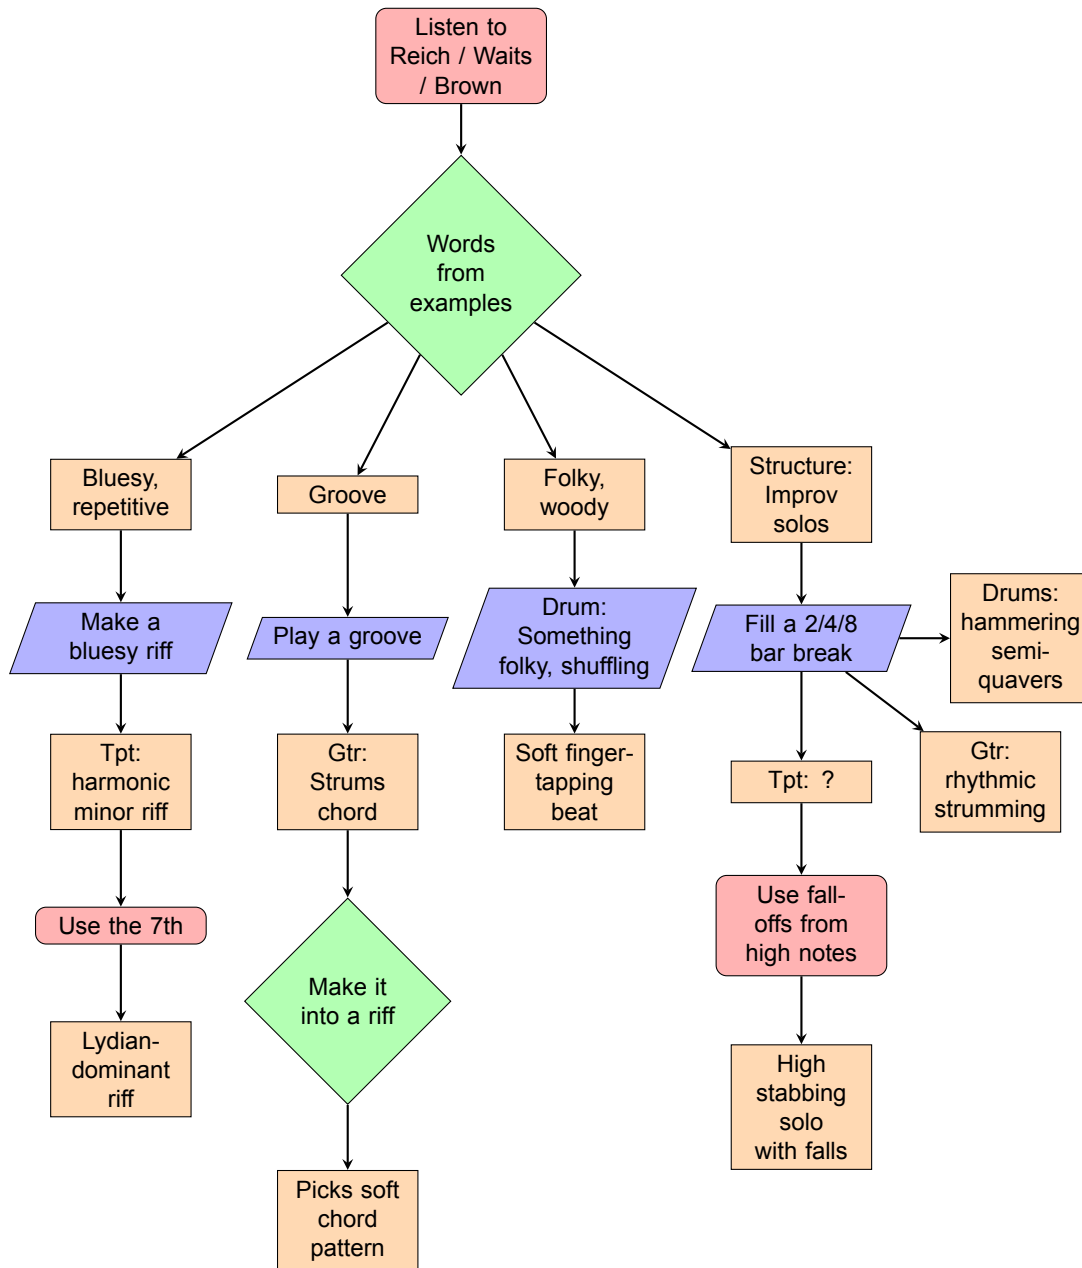 Listen to
Reich / Waits
/ Brown
Words
from
examples
Bluesy,
repetitive
Groove
Folky,
woody
Structure:
Improv
solos
Make a
bluesy riff
Play a groove
Drum:
Something
folky, shuffling
Fill a 2/4/8
bar break
Drums:
hammering
semi-
quavers
Tpt:
harmonic
minor riff
Gtr:
Strums
chord
Soft finger-
tapping
beat
Tpt: ?
Gtr:
rhythmic
strumming
Use the 7th
Use fall-
offs from
high notes
Make it
into a riff
Lydian-
dominant
riff
High
stabbing
solo
with falls
Picks soft
chord
pattern